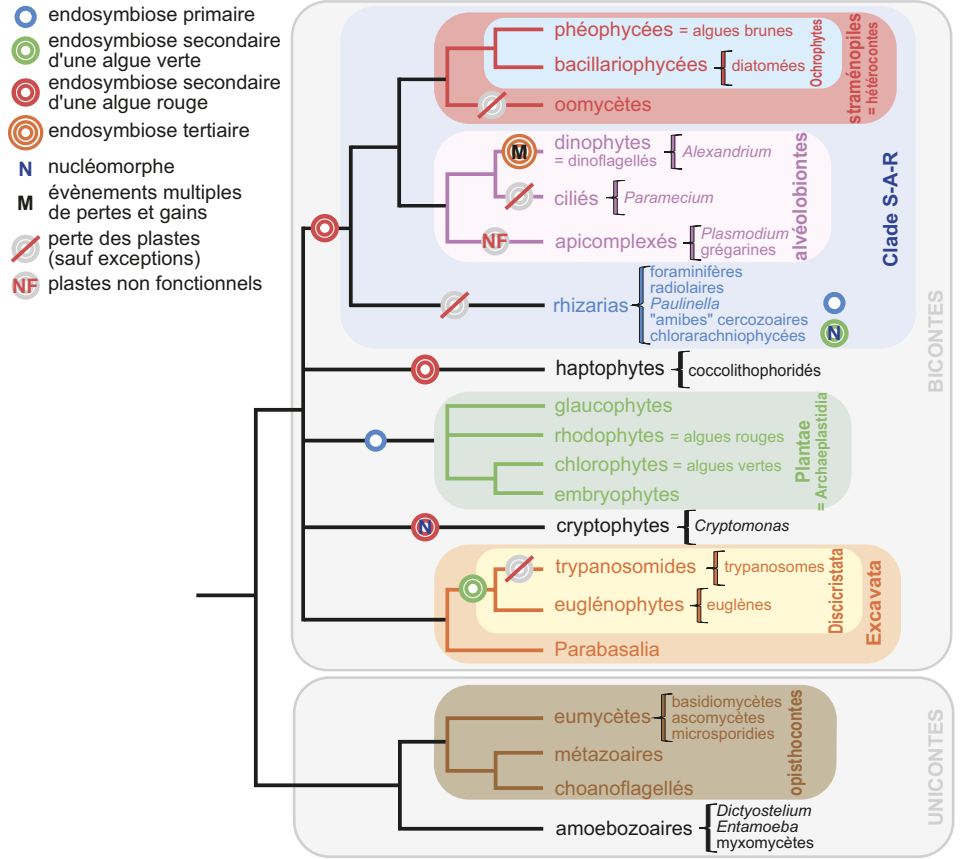 endosymbiose primaire
endosymbiose secondaire
d'une algue verte
endosymbiose secondaire
d'une algue rouge
endosymbiose tertiaire
N nucléomorphe
M évènements multiples
de pertes et gains
perte des plastes
(sauf exceptions)
NF plastes non fonctionnels
phéophycées = algues brunes
bacillariophycées
diatomées
Ochrophytes
oomycètes
straménopiles
= hétérocontes
M
dinophytes
= dinoflagellés
Alexandrium
ciliés
Paramecium
NF
apicomplexés
Plasmodium
grégarines
alvéolobiontes
Clade S-A-R
rhizarias
foraminifères
radiolaires
Paulinella
"amibes" cercozoaires
chlorarachniophycées
N
haptophytes
coccolithophoridés
BICONTES
glaucophytes
rhodophytes = algues rouges
chlorophytes = algues vertes
embryophytes
Plantae
= Archaeplastidia
N
cryptophytes
Cryptomonas
trypanosomides
trypanosomes
euglénophytes
euglènes
Discicristata
Excavata
Parabasalia
eumycètes
basidiomycètes
ascomycètes
microsporidies
métazoaires
choanoflagellés
opisthocontes
amoebozoaires
Dictyostelium
Entamoeba
myxomycètes
UNICONTES